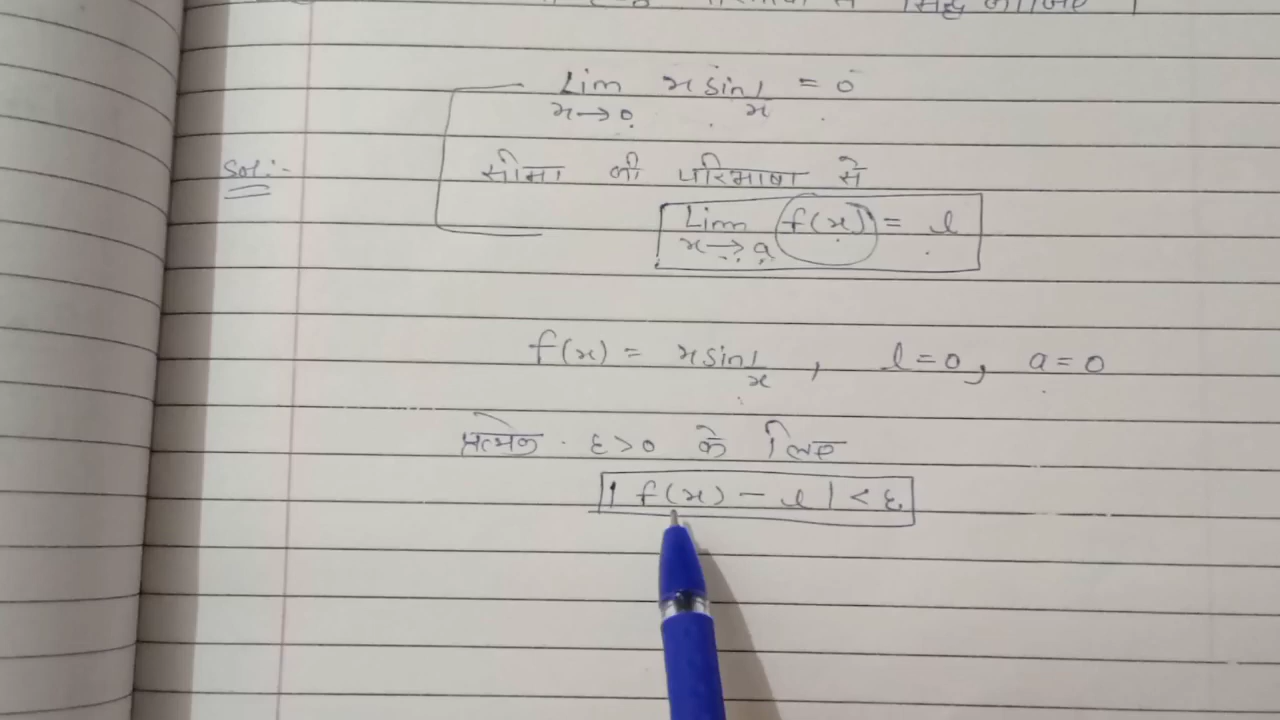 सिद्ध कीजिए ।
Lim x sin 1/x = 0
x→0
Sol:-
सीमा की परिभाषा से
Lim f(x) = l
x→a
f(x) = x sin 1/x , l=0, a=0
प्रत्येक ε>0 के लिए
|f(x) - l| < ε